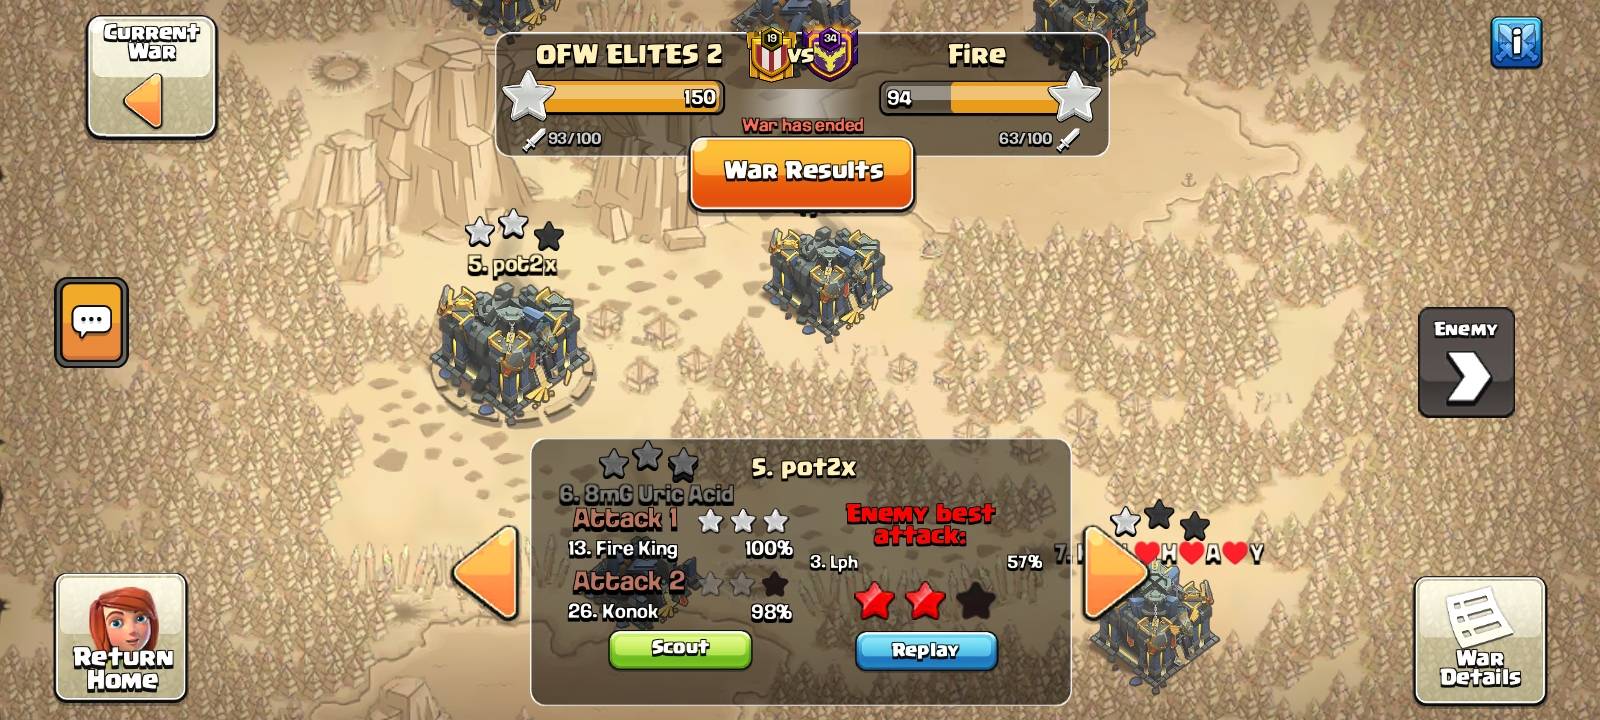 Current
War
OFW ELITES 2
19
vs
34
Fire
150
94
93/100
War has ended
63/100
War Results
5. pot2x
Enemy
5. pot2x
6. 8mG Uric Acid
Attack 1
13. Fire King
100%
Attack 2
26. Konok
98%
Scout
Enemy best
attack:
3. Lph
57%
Replay
7.
H♥A♥Y
Return
Home
War
Details